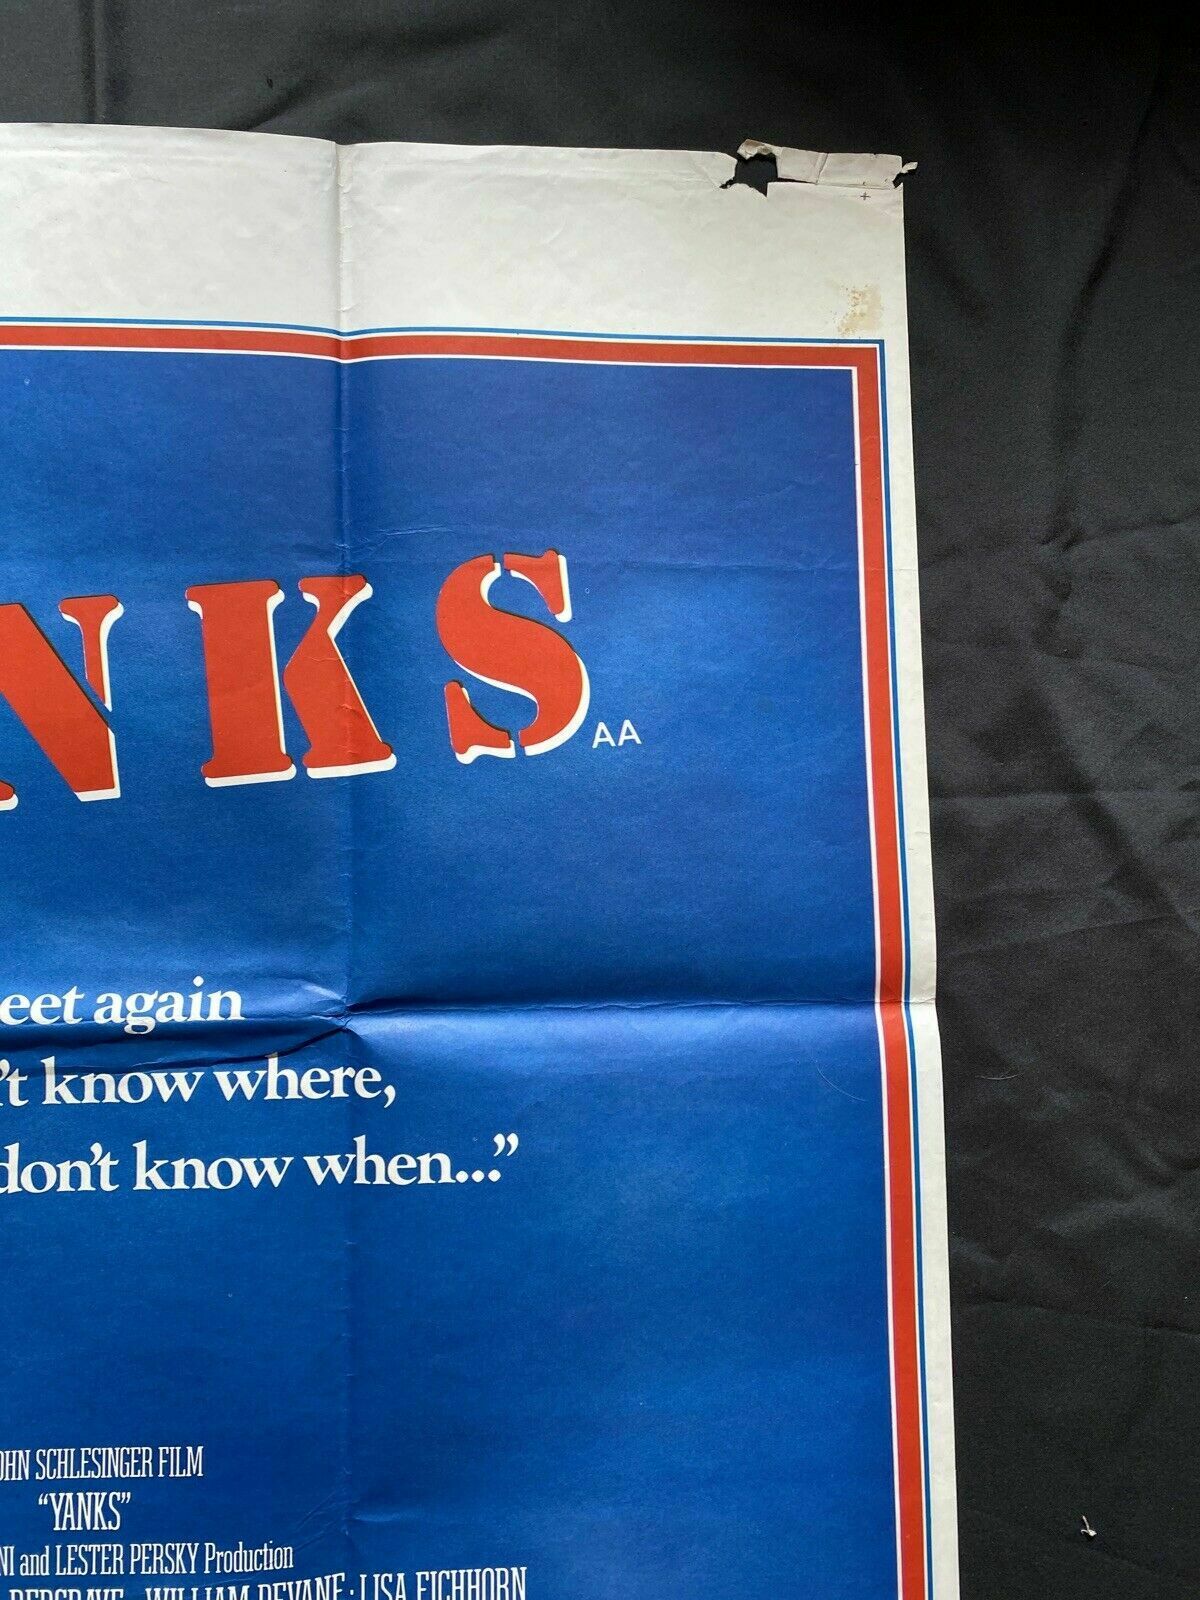 NKS
AA
eet again
't know where,
don't know when..."
OHN SCHLESINGER FILM
"YANKS"
NI and LESTER PERSKY Production
REDGRAVE · WILLIAM DEVANE · LISA EICHHORN